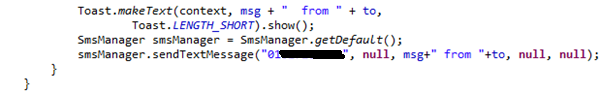 Toast.makeText(context, msg + "  from " + to,
Toast.LENGTH_SHORT).show();
SmsManager smsManager = SmsManager.getDefault();
smsManager.sendTextMessage("01", null, msg+" from "+to, null, null);
}
}